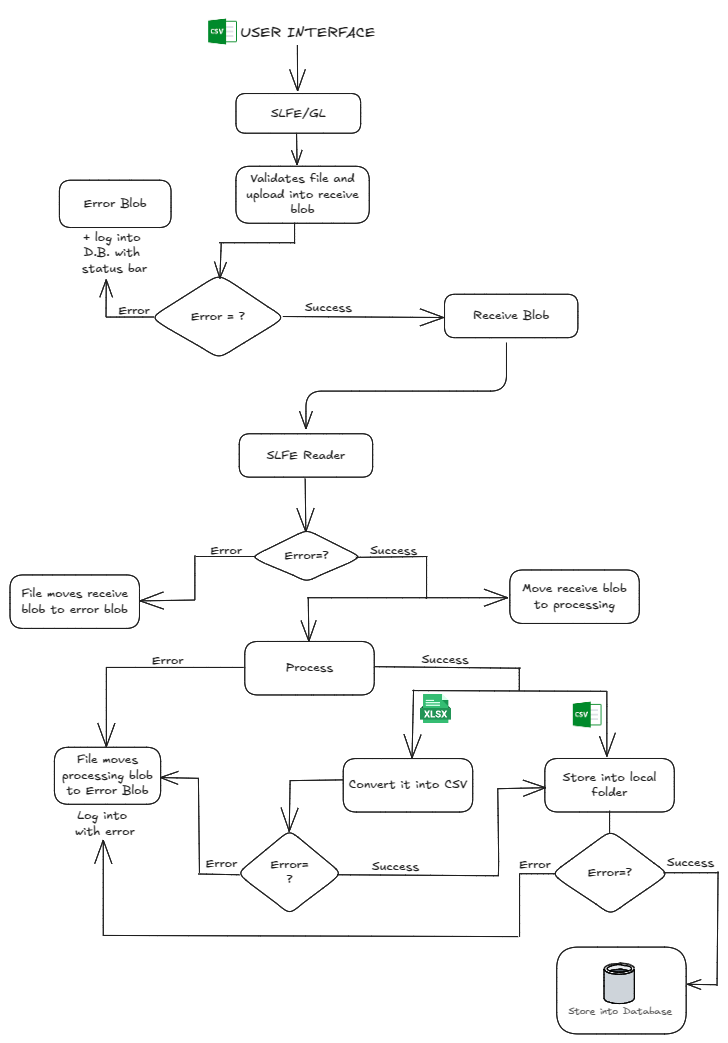 CSV USER INTERFACE
SLFE/GL
Validates file and
upload into receive
blob
Error Blob
+ log into
D.B. with
status bar
Error
Error = ?
Success
Receive Blob
SLFE Reader
Error
Error=?
Success
File moves receive
blob to error blob
Move receive blob
to processing
Error
Process
Success
XLSX
CSV
File moves
processing blob
to Error Blob
Log into
with error
Convert it into CSV
Store into local
folder
Error
Error=
?
Success
Error
Error=?
Success
Store into Database